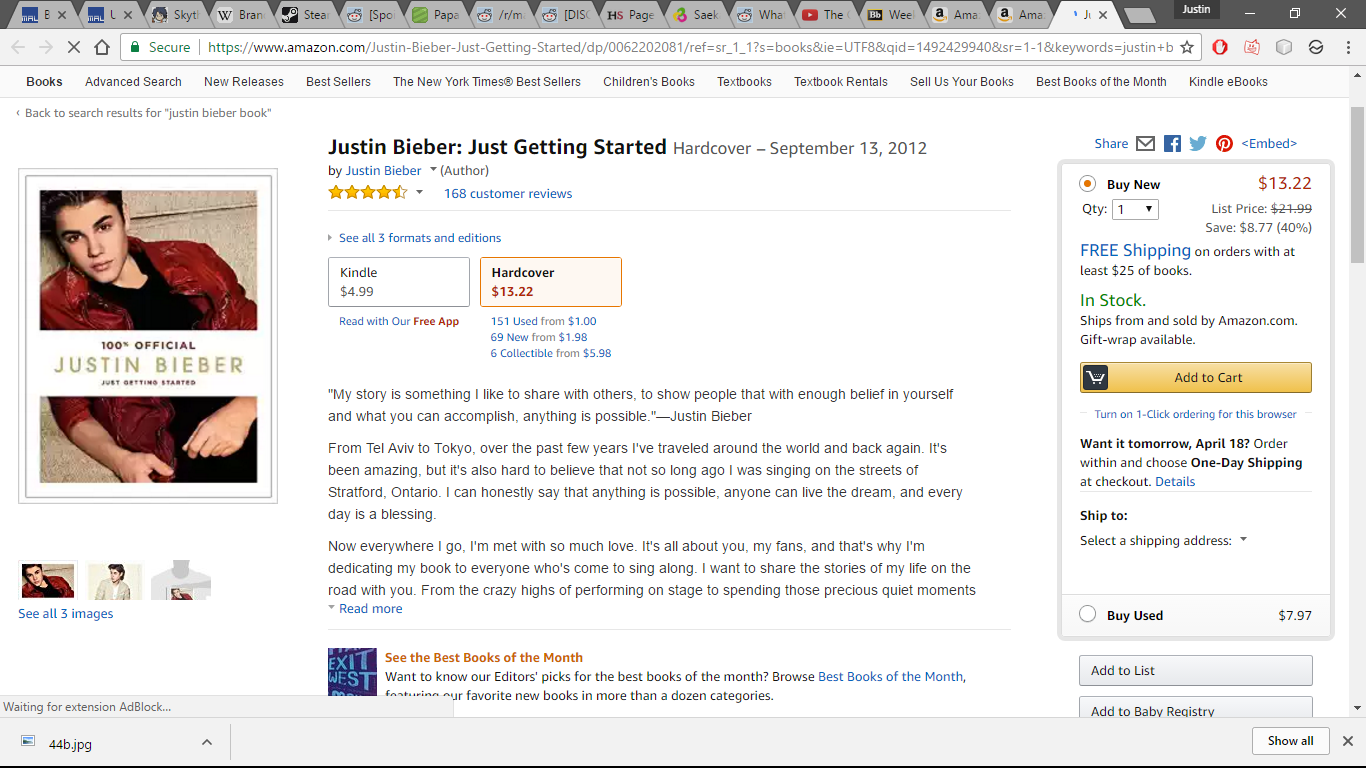 B
U
Skyth
Bran
Stear
[Spo
Papa
/r/m
[DISC
Page
Saek
What
The
Week
Ama
Ama
Ju
Justin
Secure
https://www.amazon.com/Justin-Bieber-Just-Getting-Started/dp/0062202081/ref=sr_1_1?s=books&ie=UTF8&qid=1492429940&sr=1-1&keywords=justin+b
Books Advanced Search New Releases Best Sellers The New York Times® Best Sellers Children's Books Textbooks Textbook Rentals Sell Us Your Books Best Books of the Month Kindle eBooks
‹ Back to search results for "justin bieber book"
100% OFFICIAL
JUSTIN BIEBER
JUST GETTING STARTED
See all 3 images
Justin Bieber: Just Getting Started Hardcover – September 13, 2012
by Justin Bieber (Author)
168 customer reviews
See all 3 formats and editions
Kindle
$4.99
Read with Our Free App
Hardcover
$13.22
151 Used from $1.00
69 New from $1.98
6 Collectible from $5.98
"My story is something I like to share with others, to show people that with enough belief in yourself
and what you can accomplish, anything is possible."—Justin Bieber
From Tel Aviv to Tokyo, over the past few years I've traveled around the world and back again. It's
been amazing, but it's also hard to believe that not so long ago I was singing on the streets of
Stratford, Ontario. I can honestly say that anything is possible, anyone can live the dream, and every
day is a blessing.
Now everywhere I go, I'm met with so much love. It's all about you, my fans, and that's why I'm
dedicating my book to everyone who's come to sing along. I want to share the stories of my life on the
road with you. From the crazy highs of performing on stage to spending those precious quiet moments
Read more
EXIT
WEST
See the Best Books of the Month
Want to know our Editors' picks for the best books of the month? Browse Best Books of the Month,
featuring our favorite new books in more than a dozen categories.
Share <Embed>
Buy New $13.22
Qty: 1 List Price: $21.99
Save: $8.77 (40%)
FREE Shipping on orders with at
least $25 of books.
In Stock.
Ships from and sold by Amazon.com.
Gift-wrap available.
Add to Cart
Turn on 1-Click ordering for this browser
Want it tomorrow, April 18? Order
within and choose One-Day Shipping
at checkout. Details
Ship to:
Select a shipping address:
Buy Used $7.97
Add to List
Add to Baby Registry
Waiting for extension AdBlock...
44b.jpg
Show all